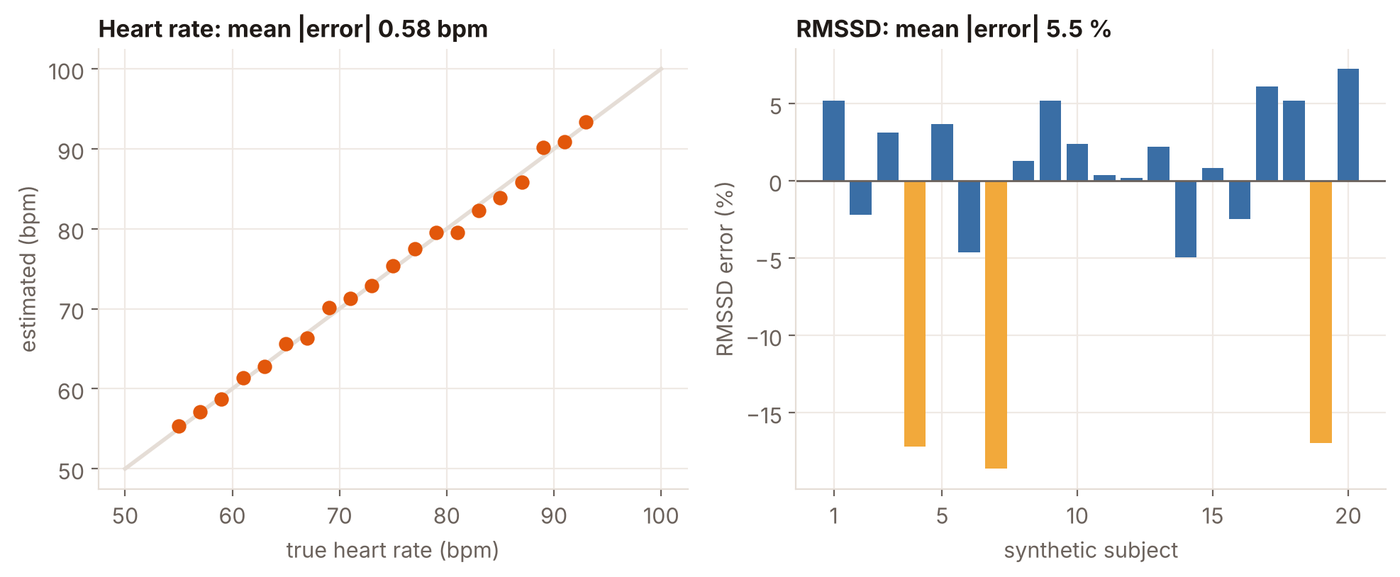 Heart rate: mean |error| 0.58 bpm
100
90
80
70
60
50
estimated (bpm)
50 60 70 80 90 100
true heart rate (bpm)
RMSSD: mean |error| 5.5 %
5
0
−5
−10
−15
RMSSD error (%)
1 5 10 15 20
synthetic subject